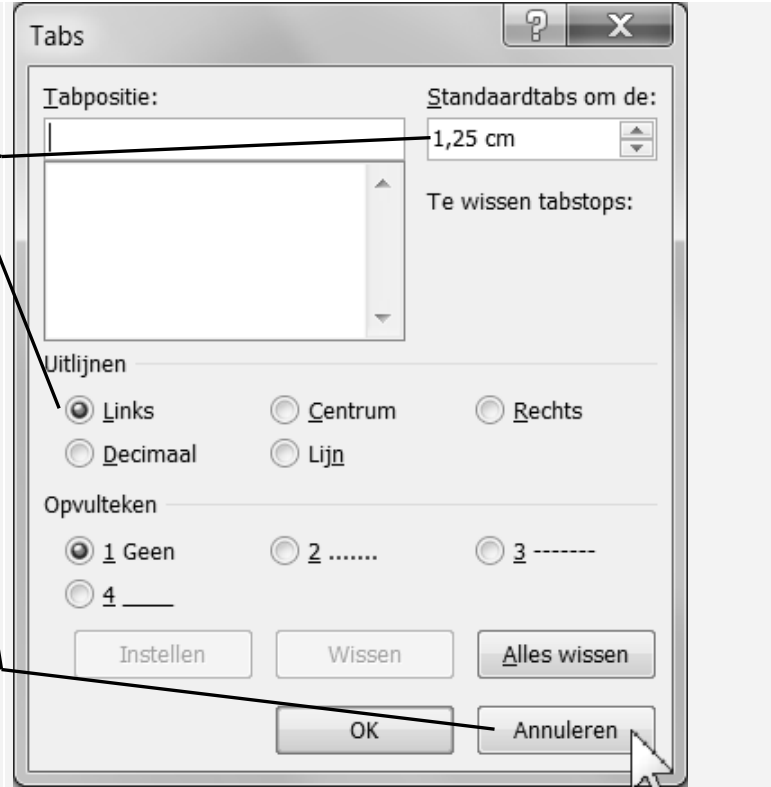 Tabs
Tabpositie: Standaardtabs om de:
1,25 cm
Te wissen tabstops:
Uitlijnen
Links Centrum Rechts
Decimaal Lijn
Opvulteken
1 Geen 2 ....... 3 -------
4 ____
Instellen Wissen Alles wissen
OK Annuleren